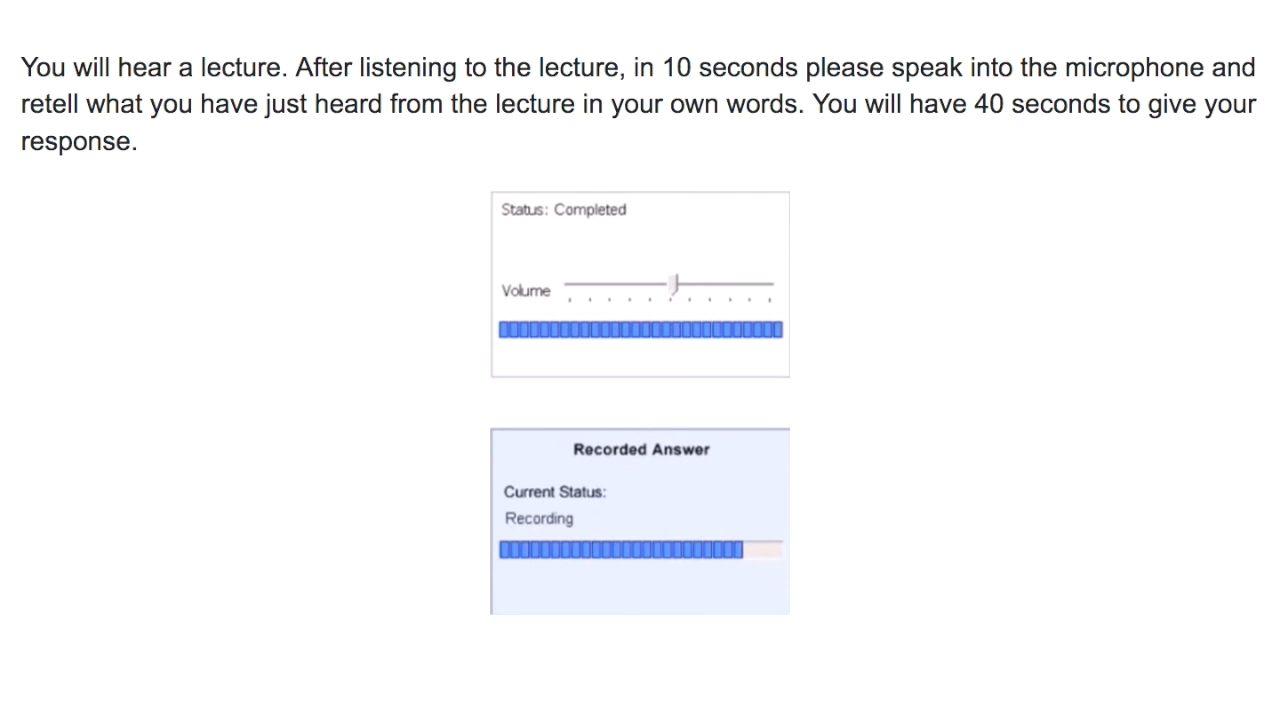 You will hear a lecture. After listening to the lecture, in 10 seconds please speak into the microphone and
retell what you have just heard from the lecture in your own words. You will have 40 seconds to give your
response.
Status: Completed
Volume
Recorded Answer
Current Status:
Recording